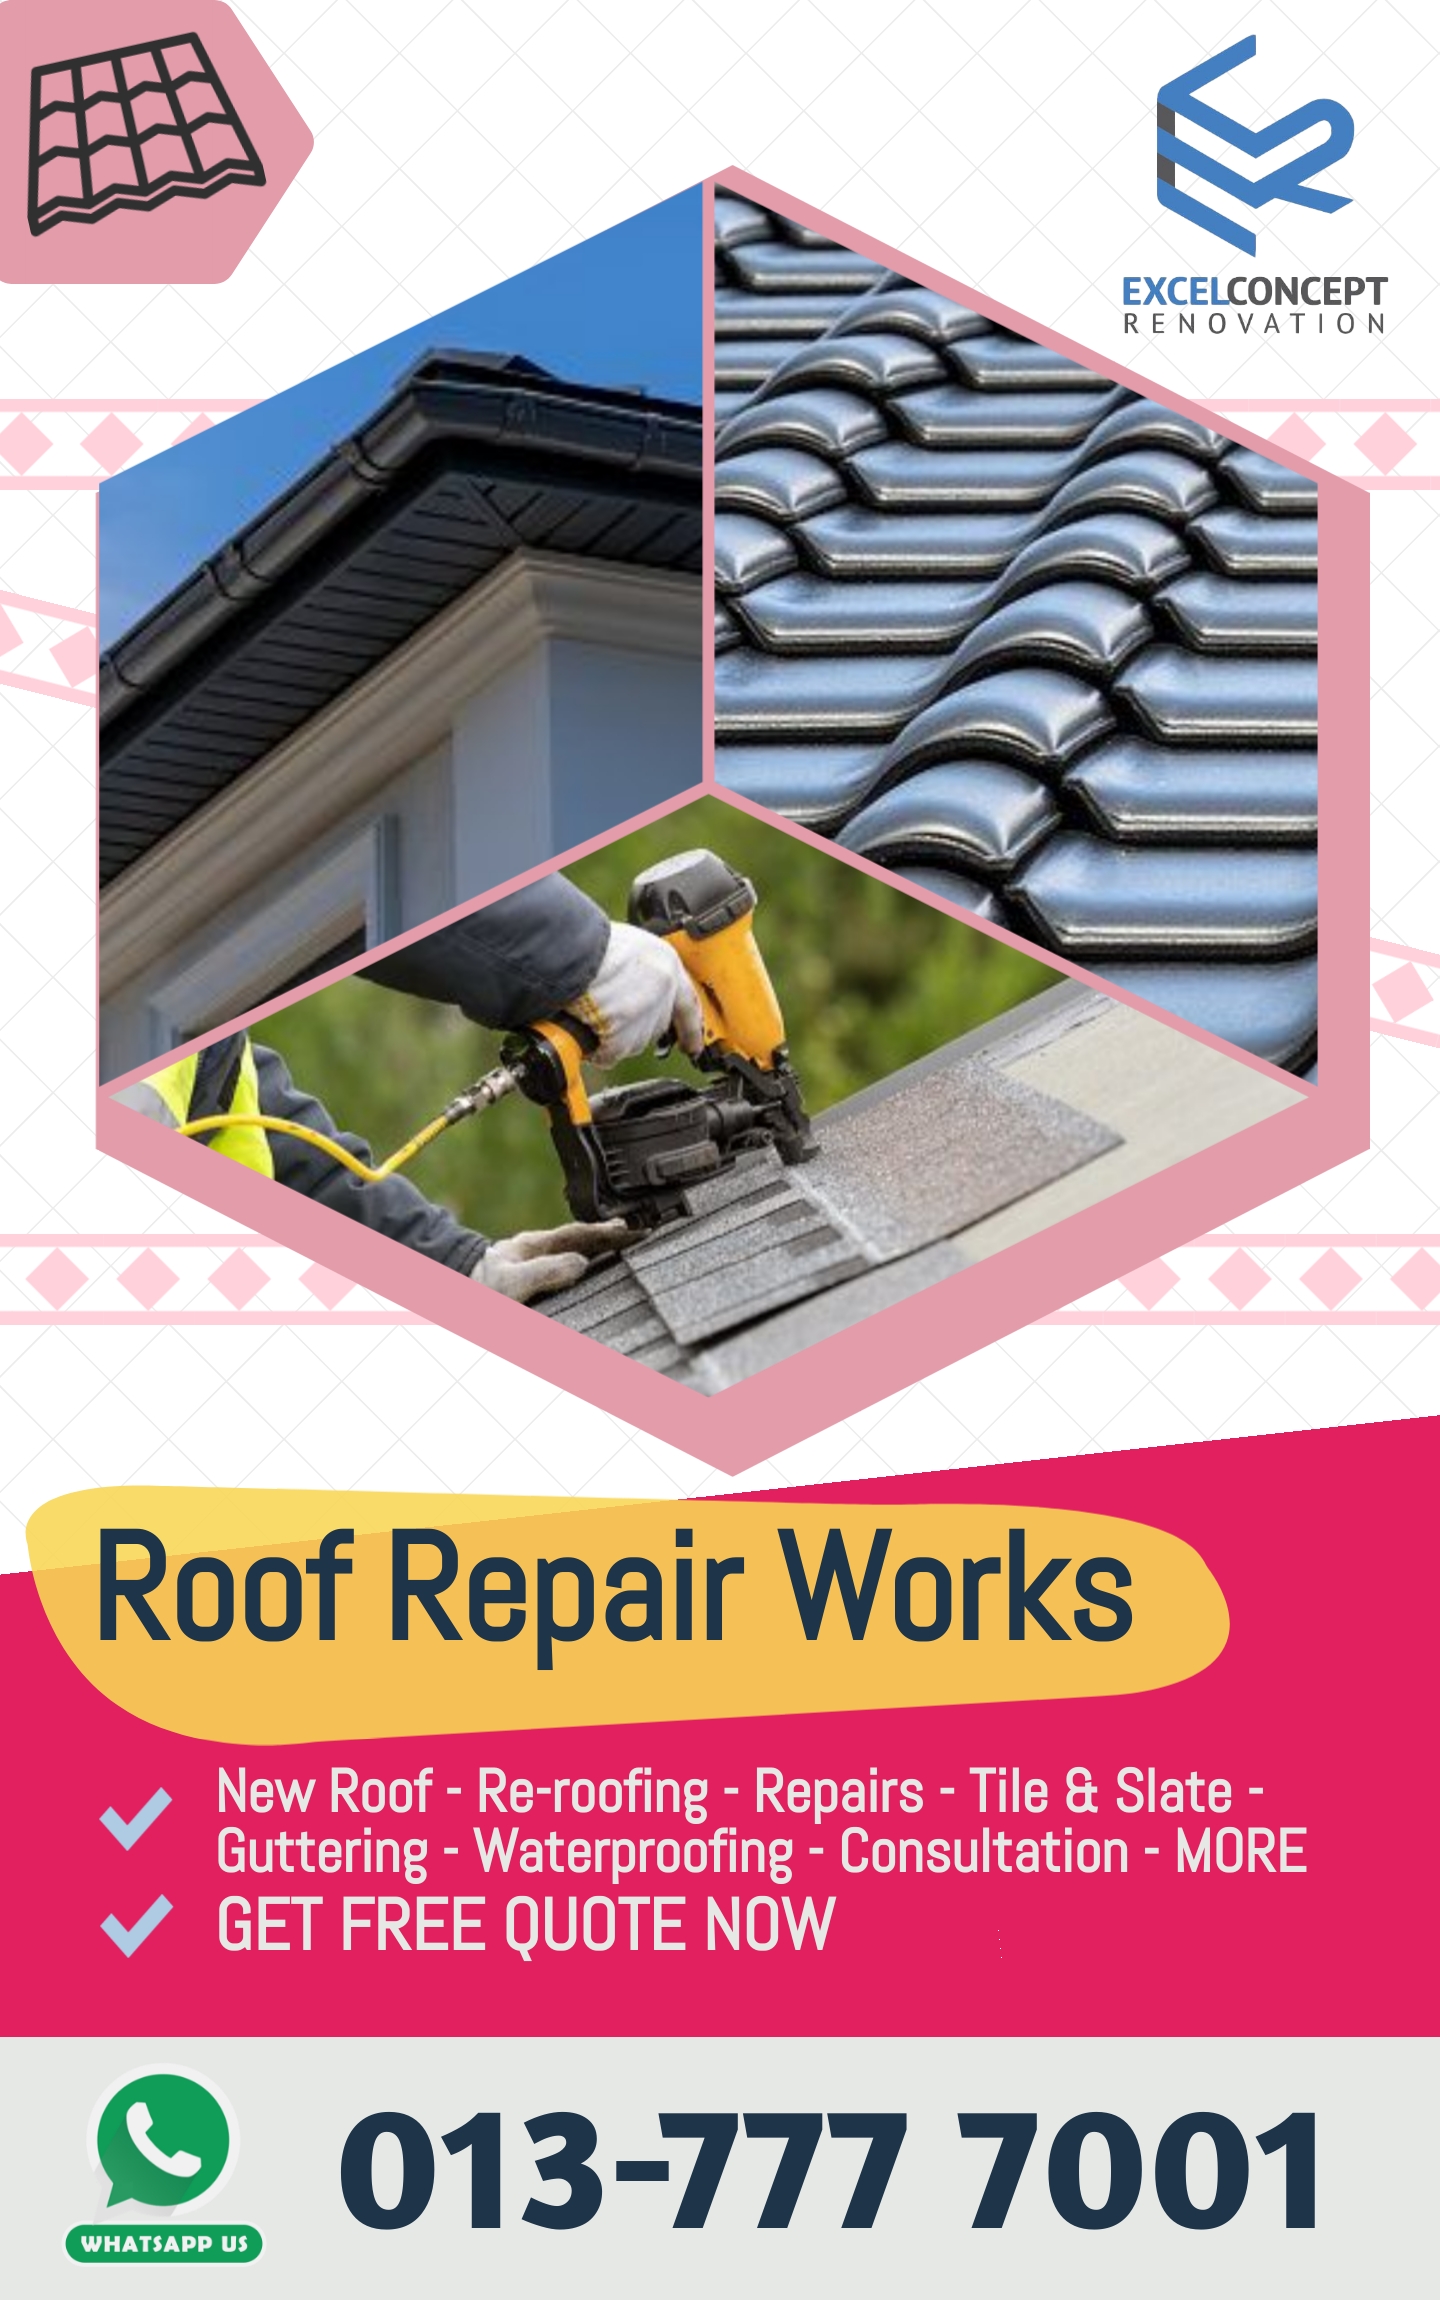 EXCELCONCEPT
RENOVATION
Roof Repair Works
New Roof - Re-roofing - Repairs - Tile & Slate -
Guttering - Waterproofing - Consultation - MORE
GET FREE QUOTE NOW
013-777 7001
WHATSAPP US